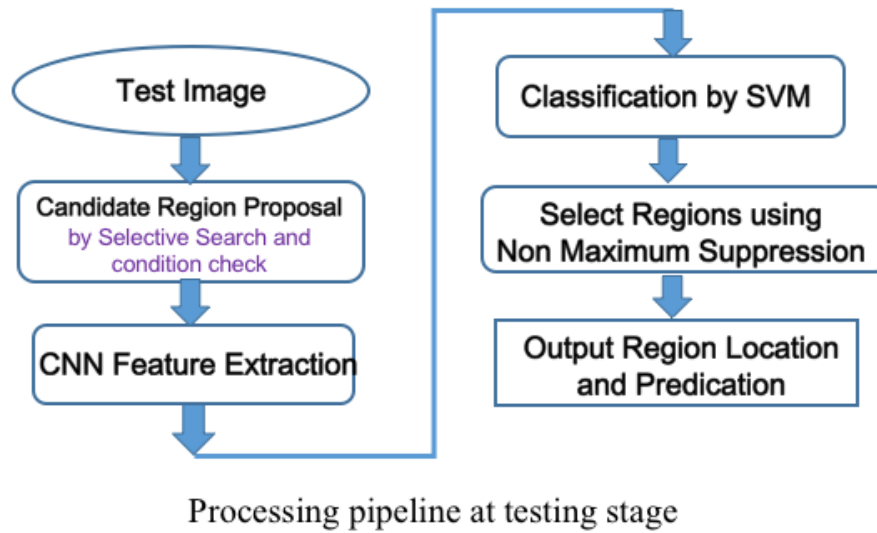 Test Image
Candidate Region Proposal
by Selective Search and
condition check
CNN Feature Extraction
Classification by SVM
Select Regions using
Non Maximum Suppression
Output Region Location
and Predication
Processing pipeline at testing stage